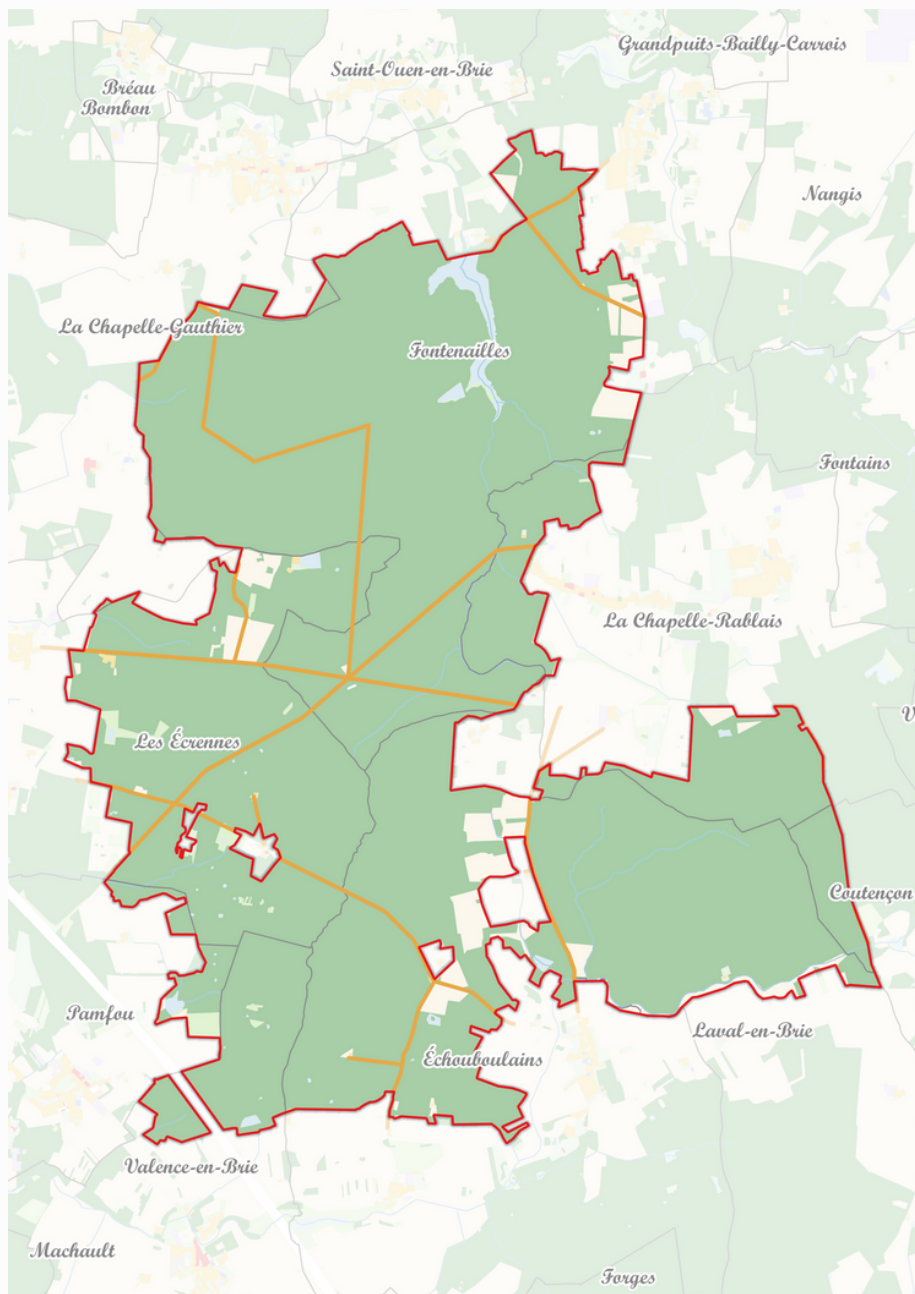 Grandpuits-Bailly-Carrois
Saint-Ouen-en-Brie
Bréau
Bombon
Nangis
La Chapelle-Gauthier
Fontenailles
Fontains
La Chapelle-Rablais
V
Les Écrennes
Coutençon
Pamfou
Laval-en-Brie
Échouboulains
Valence-en-Brie
Machault
Forges